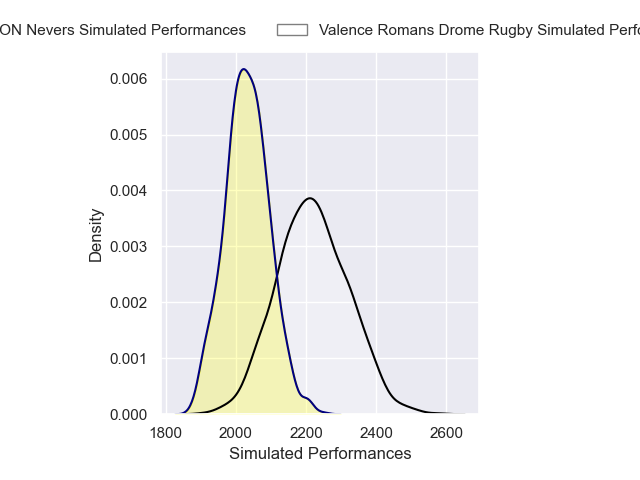 ON Nevers Simulated Performances Valence Romans Drome Rugby Simulated
0.006
0.005
0.004
0.003
0.002
0.001
0.000
Density
1800 2000 2200 2400 2600
Simulated Performances